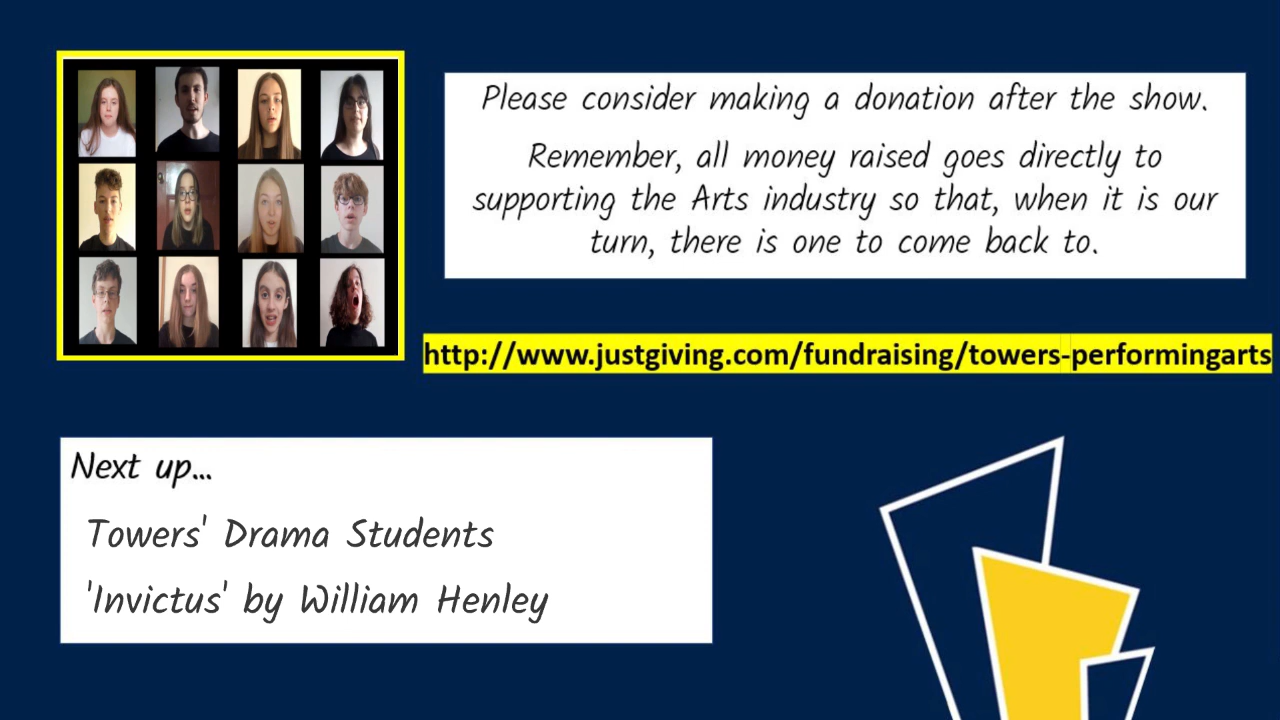 Please consider making a donation after the show.
Remember, all money raised goes directly to
supporting the Arts industry so that, when it is our
turn, there is one to come back to.
http://www.justgiving.com/fundraising/towers-performingarts
Next up...
Towers' Drama Students
'Invictus' by William Henley